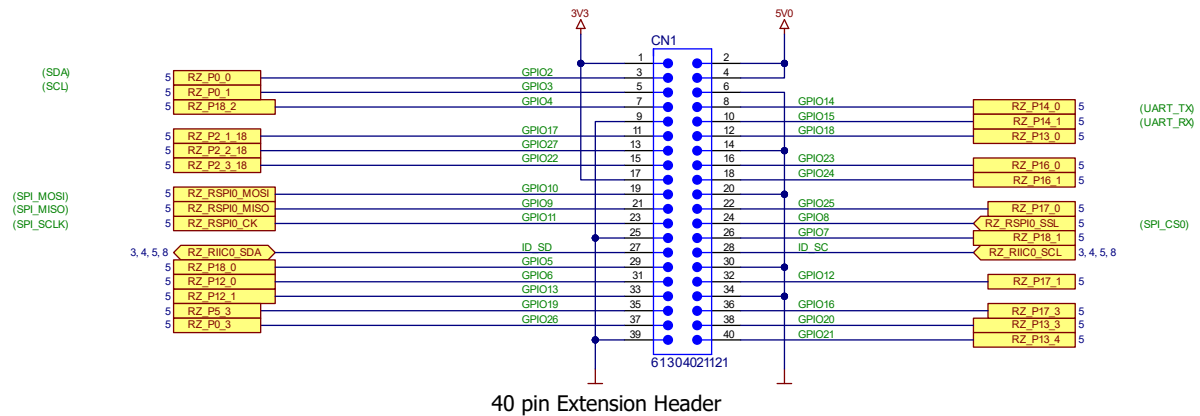 3V3 5V0
CN1
1 2
(SDA) 5 RZ_P0_0 GPIO2 3 4
(SCL) 5 RZ_P0_1 GPIO3 5 6
5 RZ_P18_2 GPIO4 7 8 GPIO14 RZ_P14_0 5 (UART_TX)
9 10 GPIO15 RZ_P14_1 5 (UART_RX)
5 RZ_P2_1_18 GPIO17 11 12 GPIO18 RZ_P13_0 5
5 RZ_P2_2_18 GPIO27 13 14
5 RZ_P2_3_18 GPIO22 15 16 GPIO23 RZ_P16_0 5
17 18 GPIO24 RZ_P16_1 5
(SPI_MOSI) 5 RZ_RSPI0_MOSI GPIO10 19 20
(SPI_MISO) 5 RZ_RSPI0_MISO GPIO9 21 22 GPIO25 RZ_P17_0 5
(SPI_SCLK) 5 RZ_RSPI0_CK GPIO11 23 24 GPIO8 RZ_RSPI0_SSL 5 (SPI_CS0)
25 26 GPIO7 RZ_P18_1 5
3, 4, 5, 8 RZ_RIIC0_SDA ID_SD 27 28 ID_SC RZ_RIIC0_SCL 3, 4, 5, 8
5 RZ_P18_0 GPIO5 29 30
5 RZ_P12_0 GPIO6 31 32 GPIO12 RZ_P17_1 5
5 RZ_P12_1 GPIO13 33 34
5 RZ_P5_3 GPIO19 35 36 GPIO16 RZ_P17_3 5
5 RZ_P0_3 GPIO26 37 38 GPIO20 RZ_P13_3 5
39 40 GPIO21 RZ_P13_4 5
61304021121
40 pin Extension Header